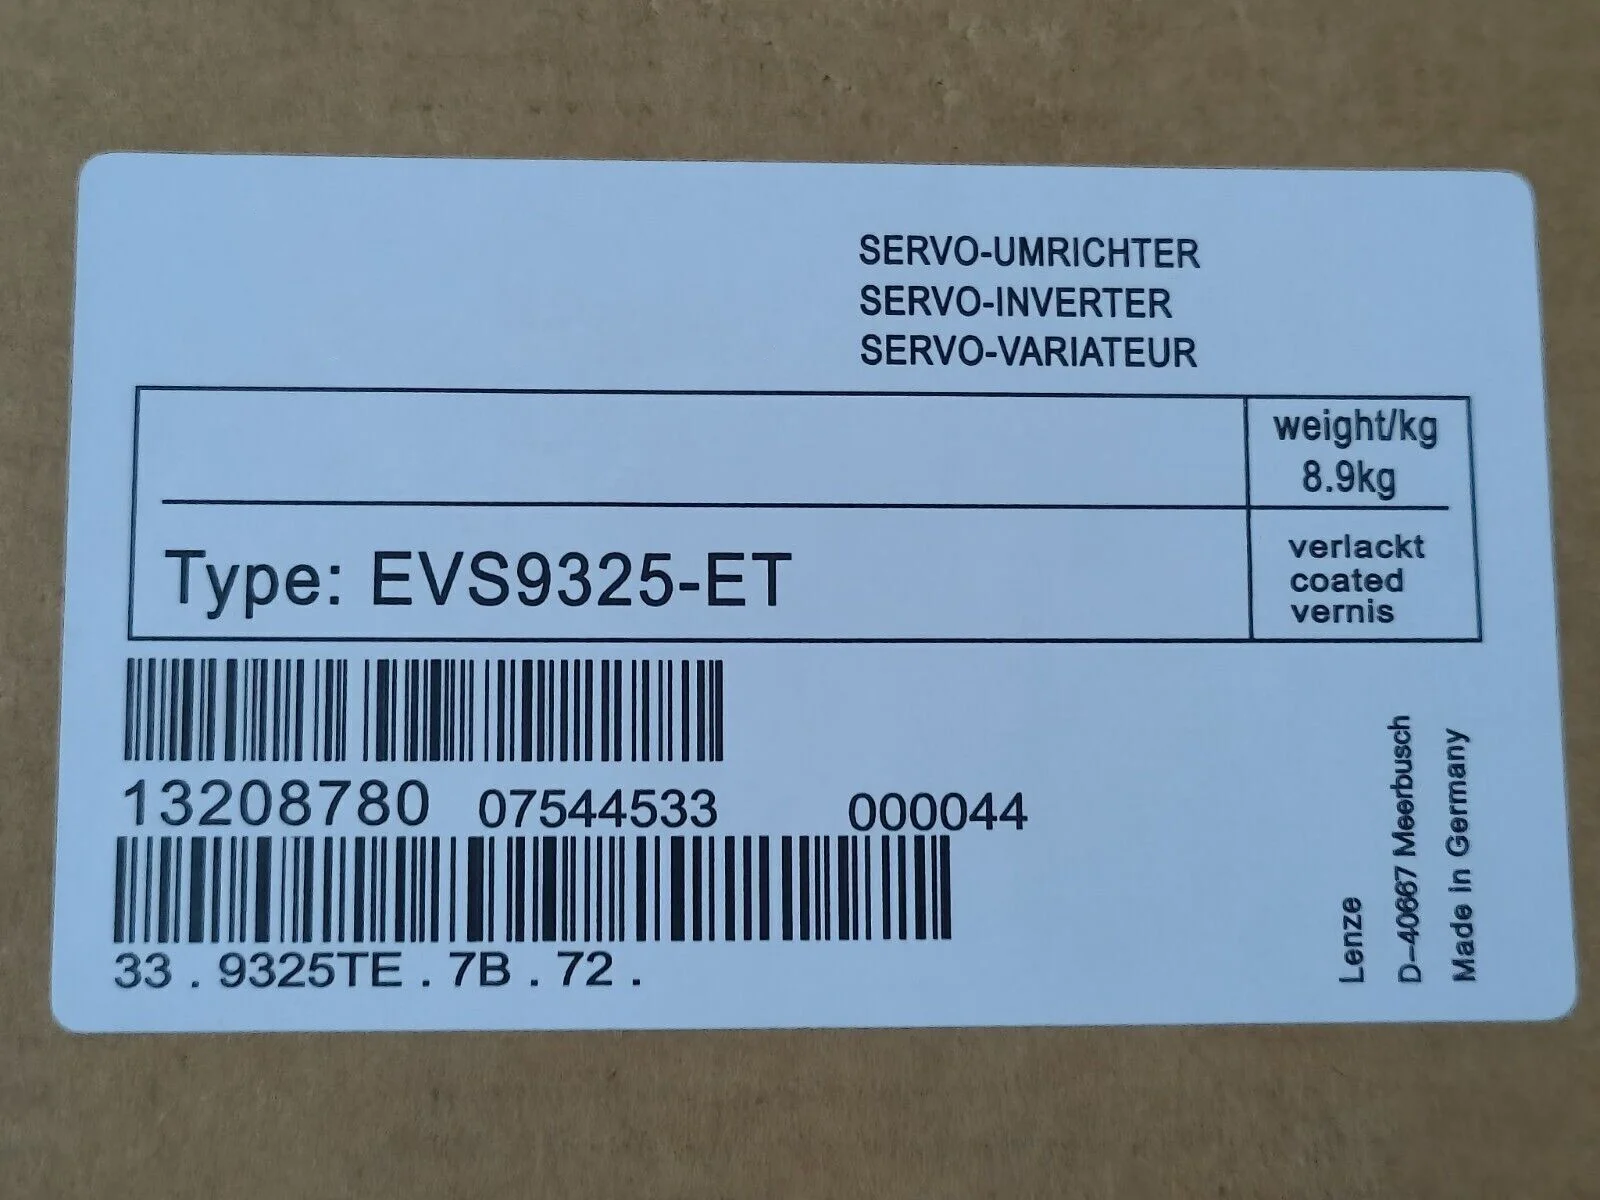 SERVO-UMRICHTER
SERVO-INVERTER
SERVO-VARIATEUR
weight/kg
8.9kg
Type: EVS9325-ET
verlackt
coated
vernis
13208780 07544533 000044
33 . 9325TE . 7B . 72 .
Lenze
D-40667 Meerbusch
Made in Germany